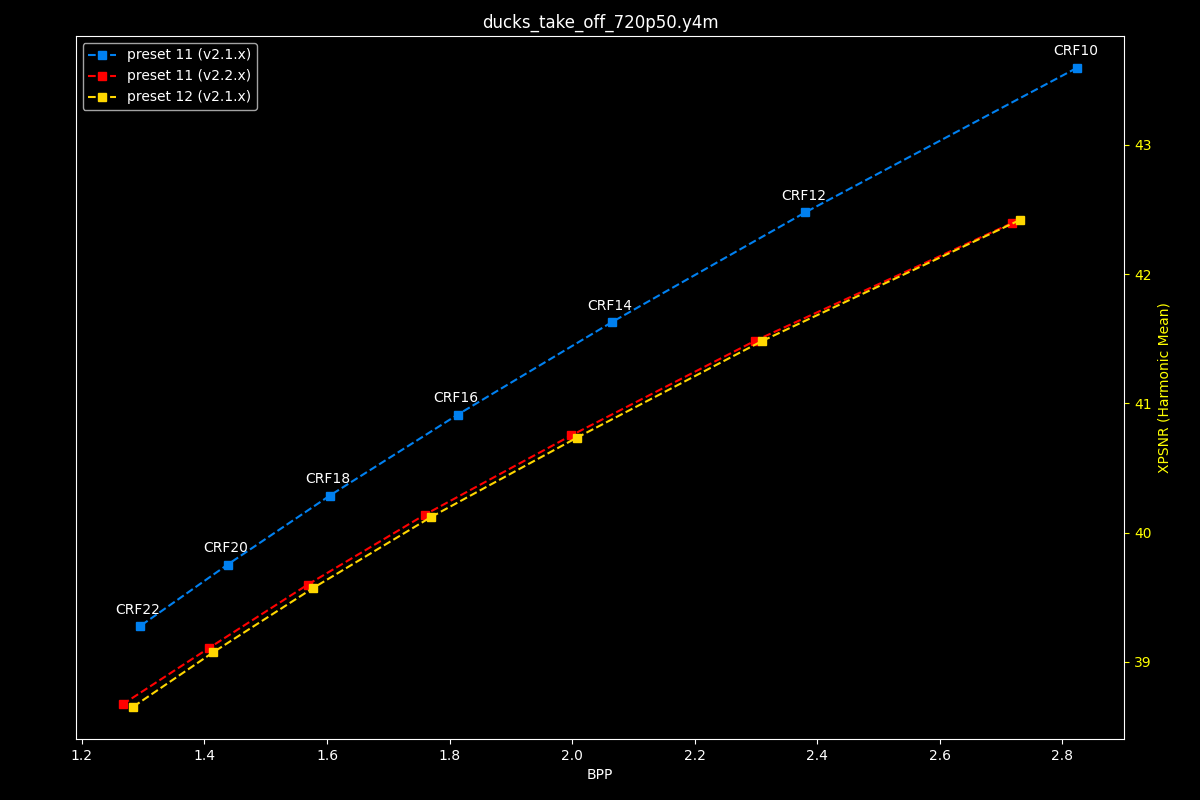 ducks_take_off_720p50.y4m
preset 11 (v2.1.x)
preset 11 (v2.2.x)
preset 12 (v2.1.x)
CRF10
CRF12
CRF14
CRF16
CRF18
CRF20
CRF22
43
42
41
40
39
XPSNR (Harmonic Mean)
1.2 1.4 1.6 1.8 2.0 2.2 2.4 2.6 2.8
BPP